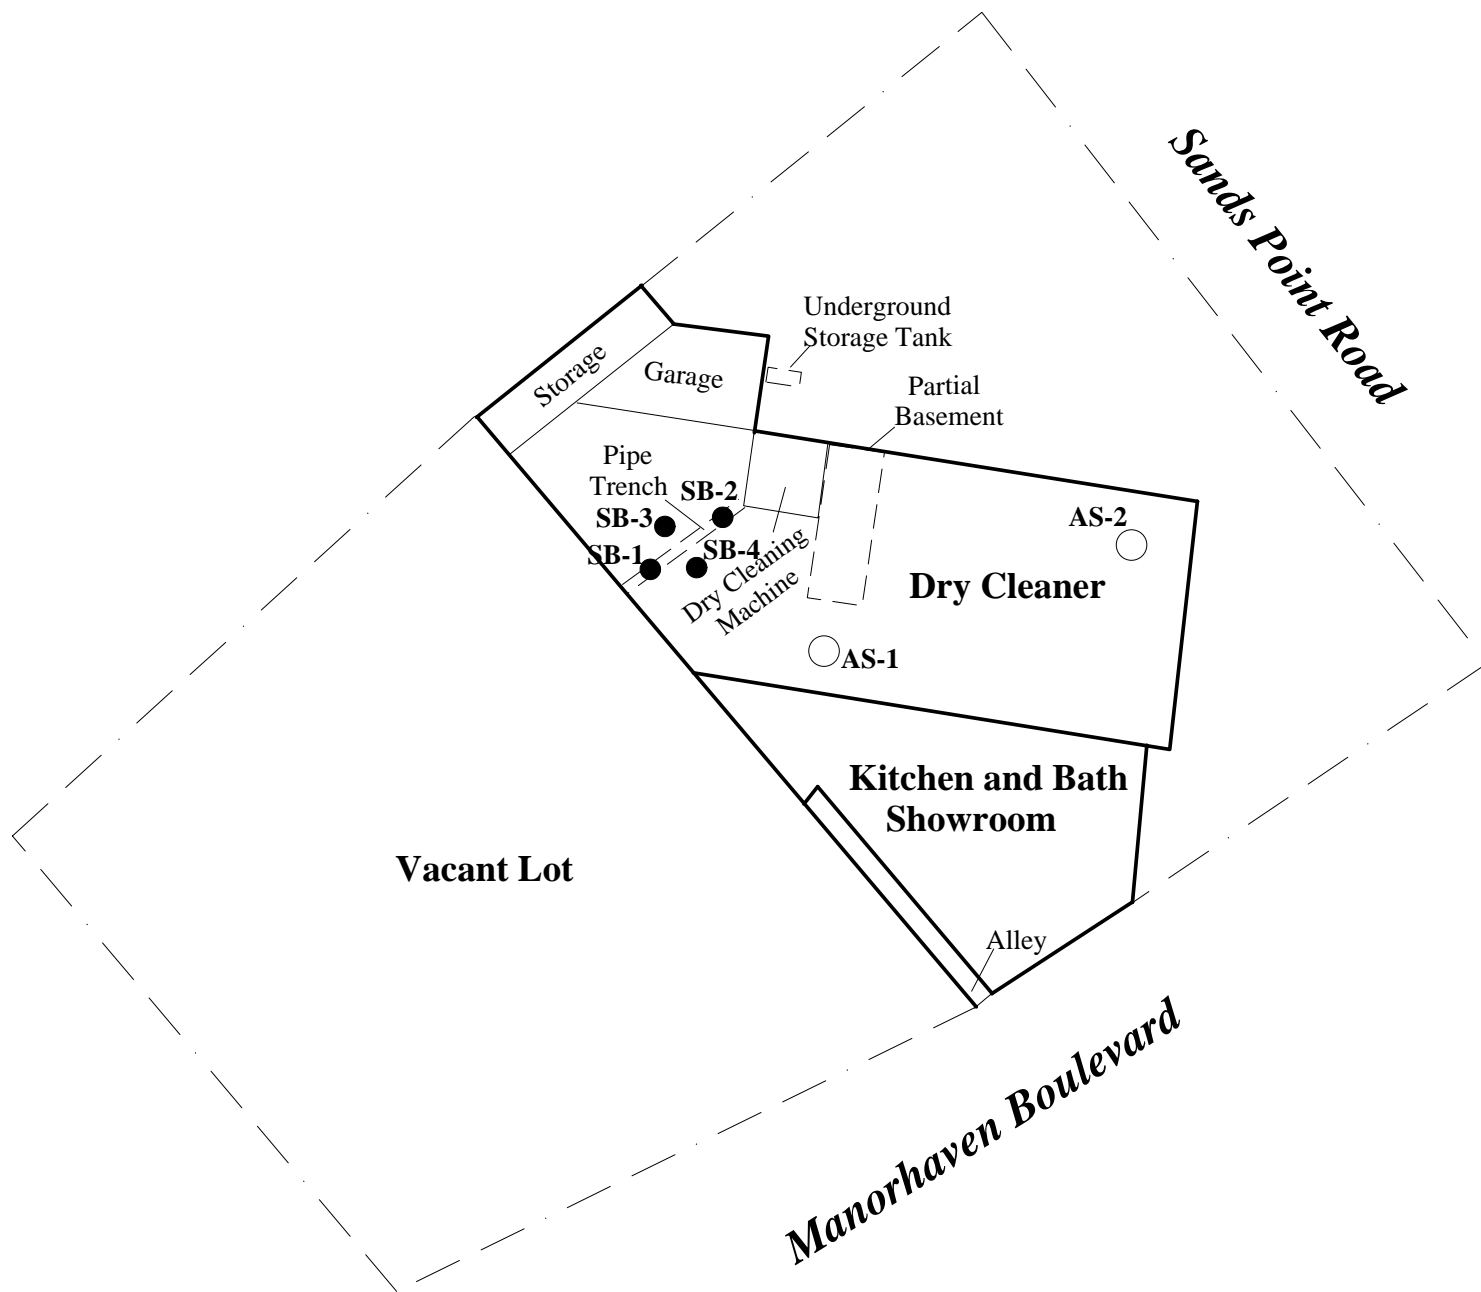 Sands Point Road
Underground
Storage Tank
Storage
Garage
Partial
Basement
Pipe
Trench
SB-2
SB-3
AS-2
SB-1
SB-4
Dry Cleaning
Machine
Dry Cleaner
AS-1
Kitchen and Bath
Showroom
Vacant Lot
Alley
Manorhaven Boulevard